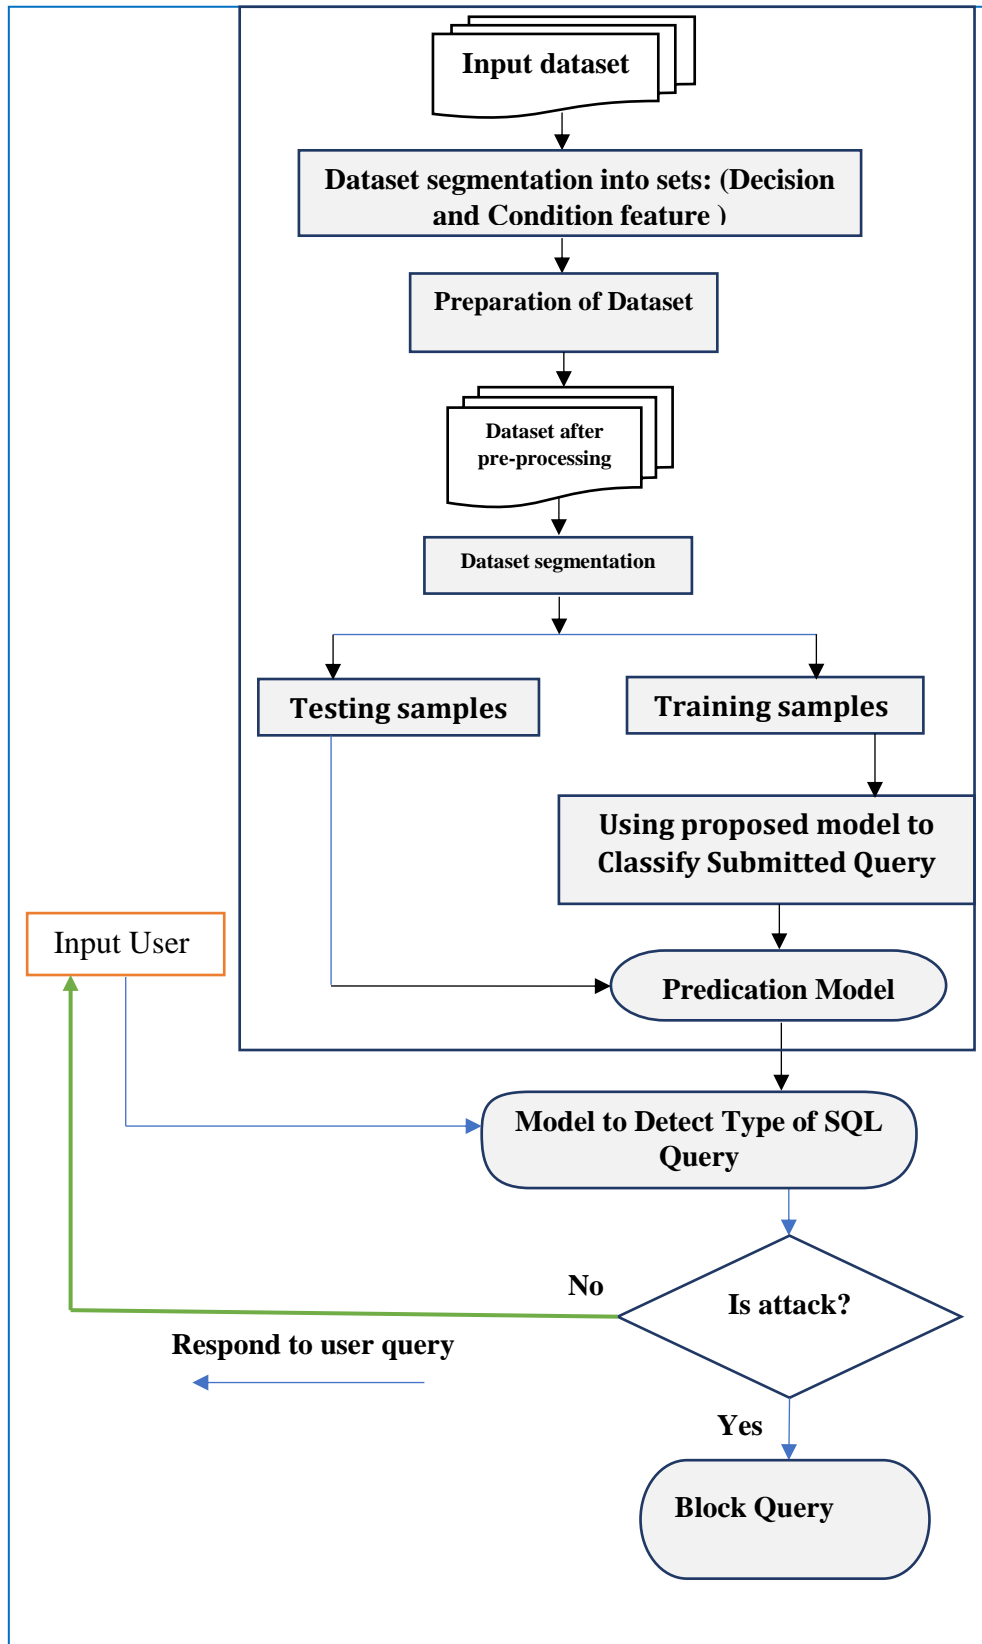 Input dataset
Dataset segmentation into sets: (Decision
and Condition feature )
Preparation of Dataset
Dataset after
pre-processing
Dataset segmentation
Testing samples
Training samples
Using proposed model to
Classify Submitted Query
Input User
Predication Model
Model to Detect Type of SQL
Query
No
Is attack?
Respond to user query
Yes
Block Query